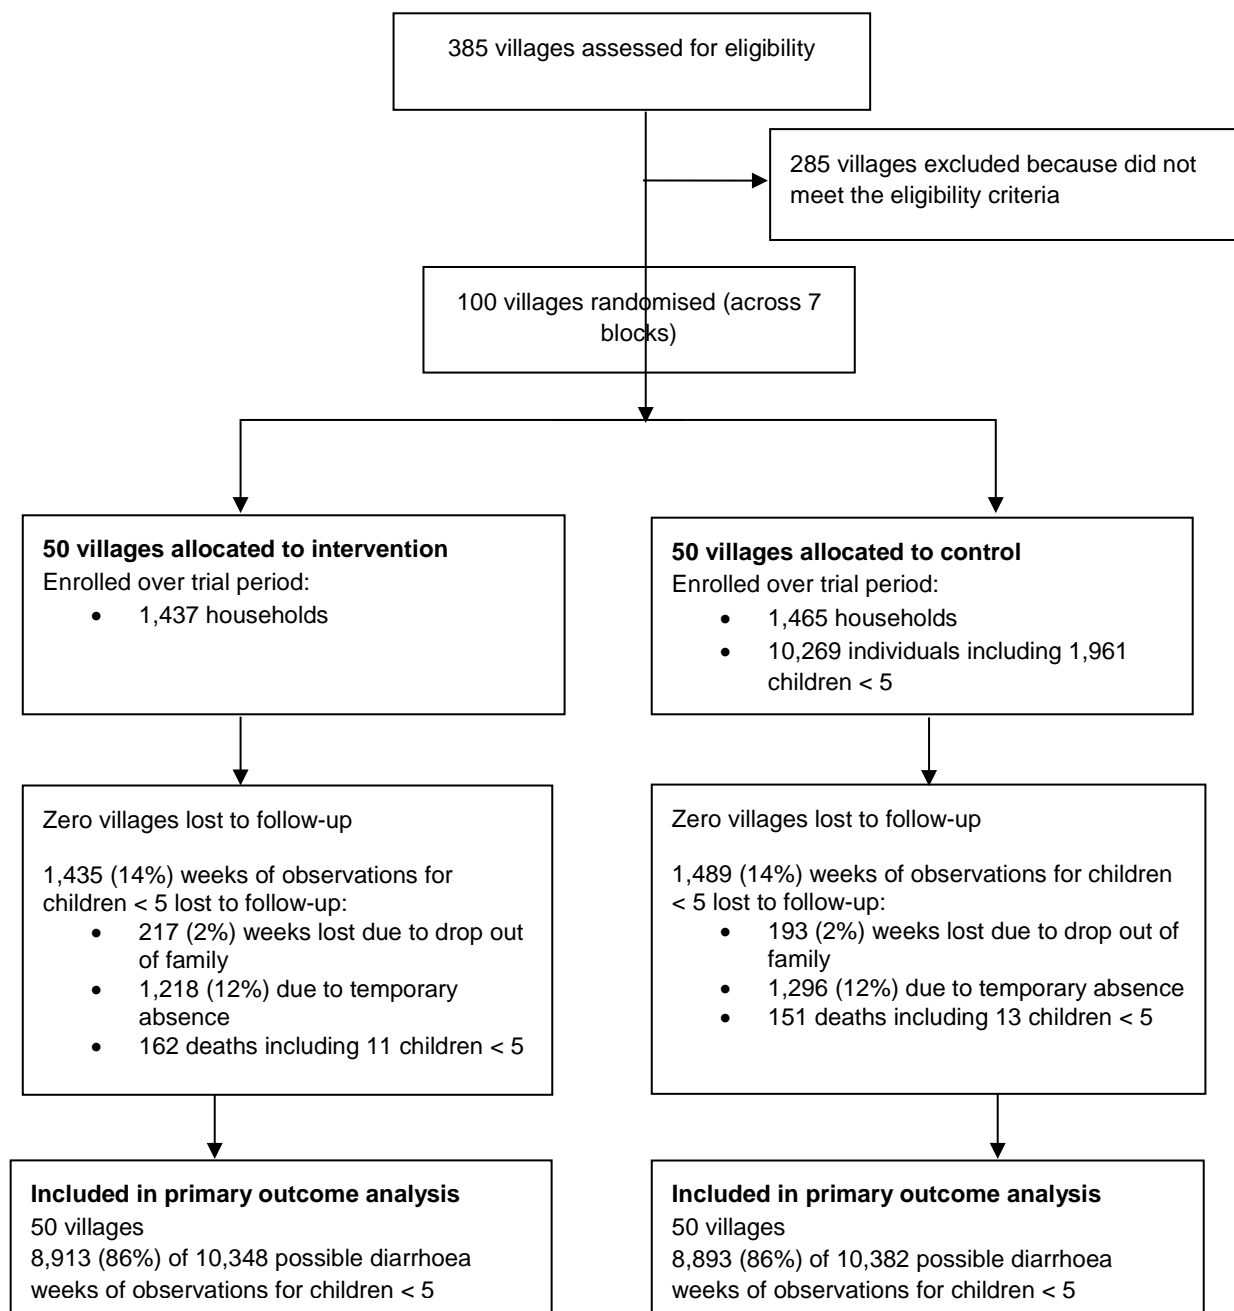 385 villages assessed for eligibility
285 villages excluded because did not
meet the eligibility criteria
100 villages randomised (across 7
blocks)
50 villages allocated to intervention
Enrolled over trial period:
• 1,437 households
50 villages allocated to control
Enrolled over trial period:
• 1,465 households
• 10,269 individuals including 1,961
children < 5
Zero villages lost to follow-up
1,435 (14%) weeks of observations for
children < 5 lost to follow-up:
• 217 (2%) weeks lost due to drop out
of family
• 1,218 (12%) due to temporary
absence
• 162 deaths including 11 children < 5
Zero villages lost to follow-up
1,489 (14%) weeks of observations for children
< 5 lost to follow-up:
• 193 (2%) weeks lost due to drop out of
family
• 1,296 (12%) due to temporary absence
• 151 deaths including 13 children < 5
Included in primary outcome analysis
50 villages
8,913 (86%) of 10,348 possible diarrhoea
weeks of observations for children < 5
Included in primary outcome analysis
50 villages
8,893 (86%) of 10,382 possible diarrhoea
weeks of observations for children < 5